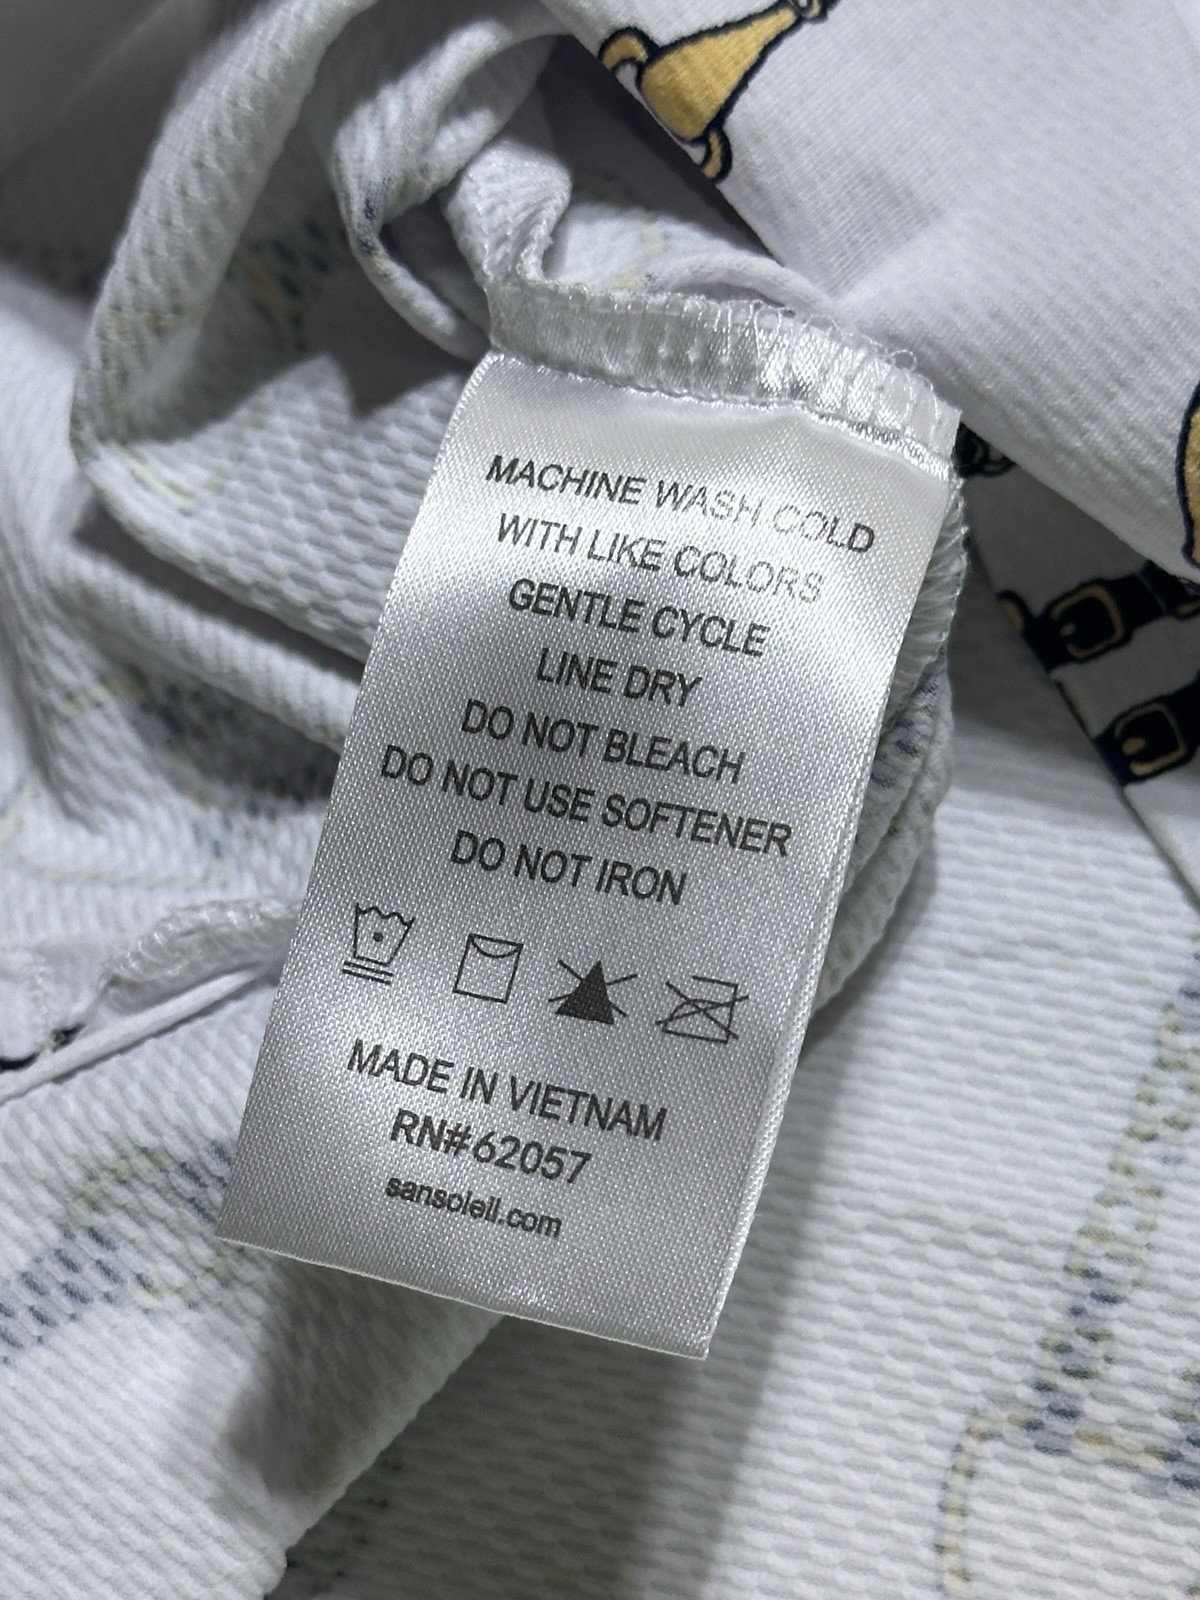 MACHINE WASH COLD
WITH LIKE COLORS
GENTLE CYCLE
LINE DRY
DO NOT BLEACH
DO NOT USE SOFTENER
DO NOT IRON
MADE IN VIETNAM
RN#62057
sansoleil.com